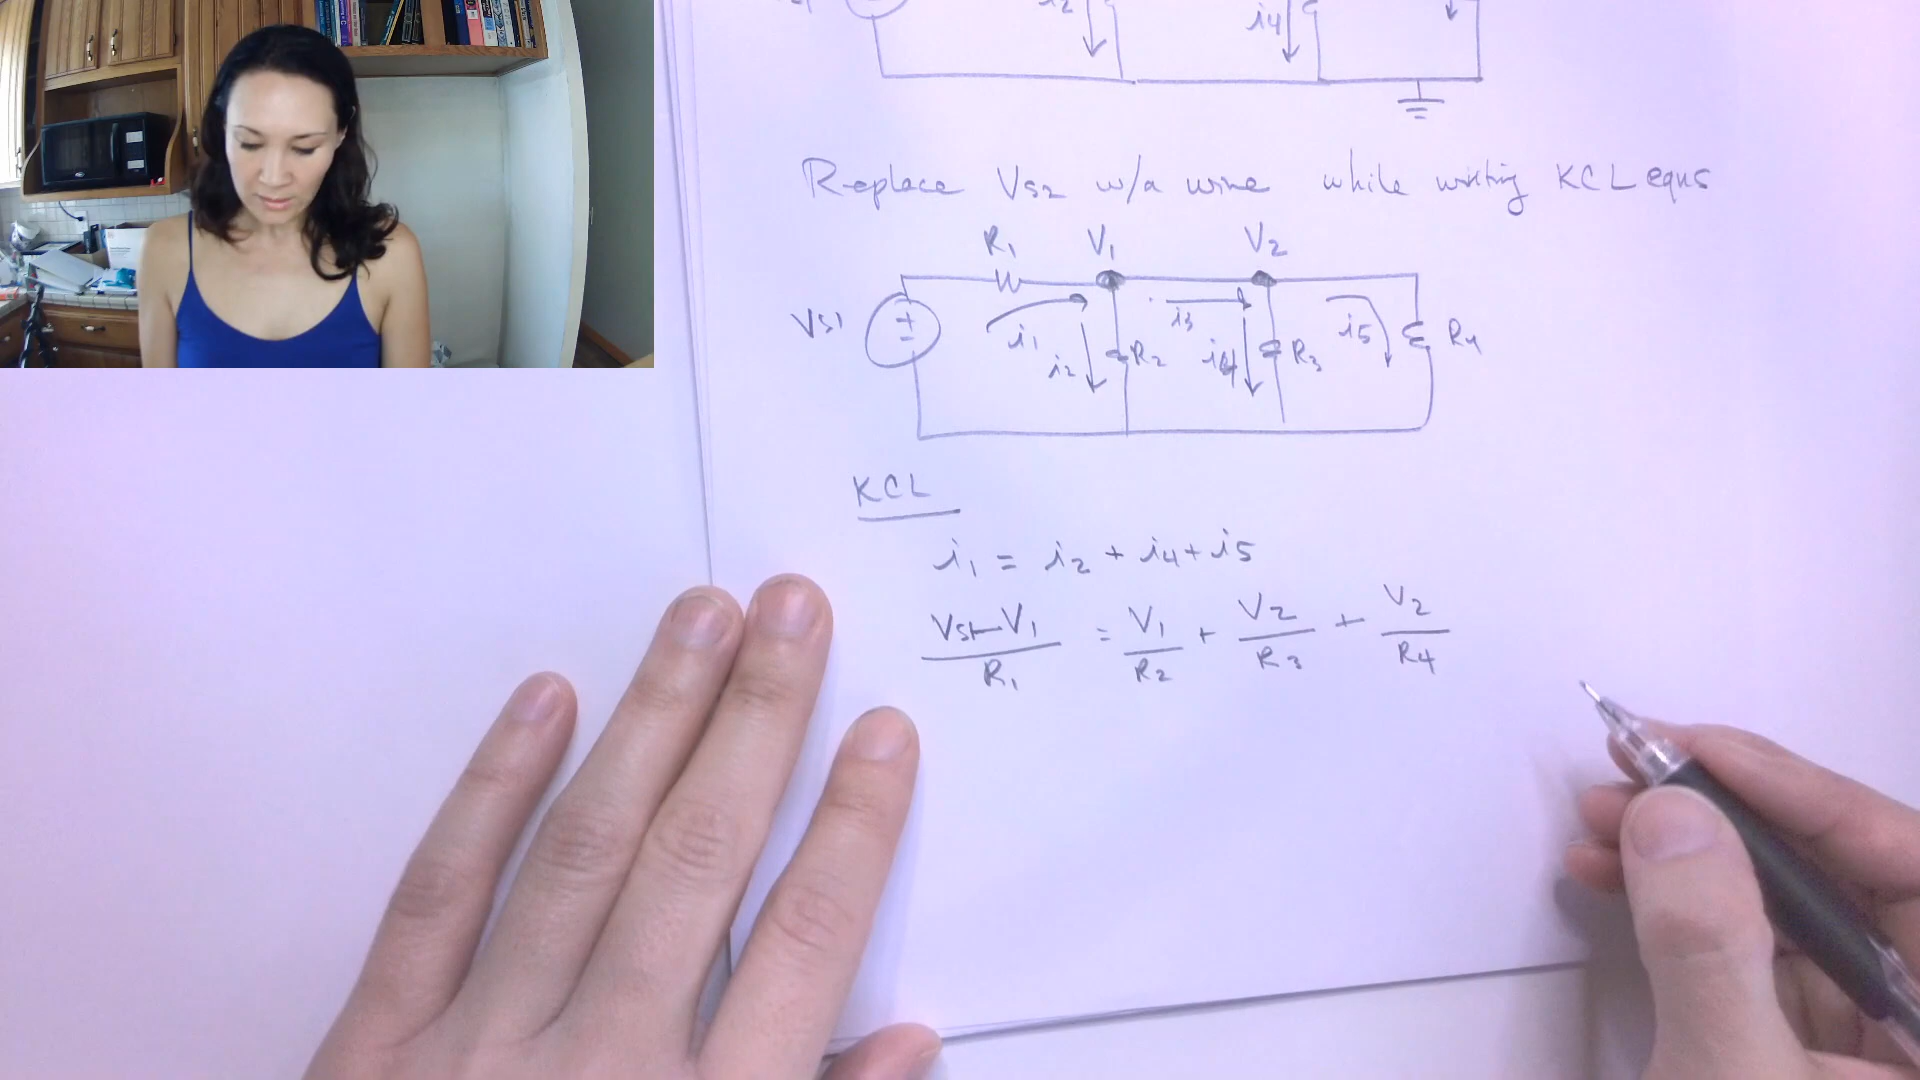 i2 i4
Replace Vs2 w/a wire while writing KCL eqns
R1 V1 V2
Vs1 + - i1 i2 R2 i3 i4 R3 i5 R4
KCL
i1 = i2 + i4 + i5
Vs1-V1 / R1 = V1 / R2 + V2 / R3 + V2 / R4